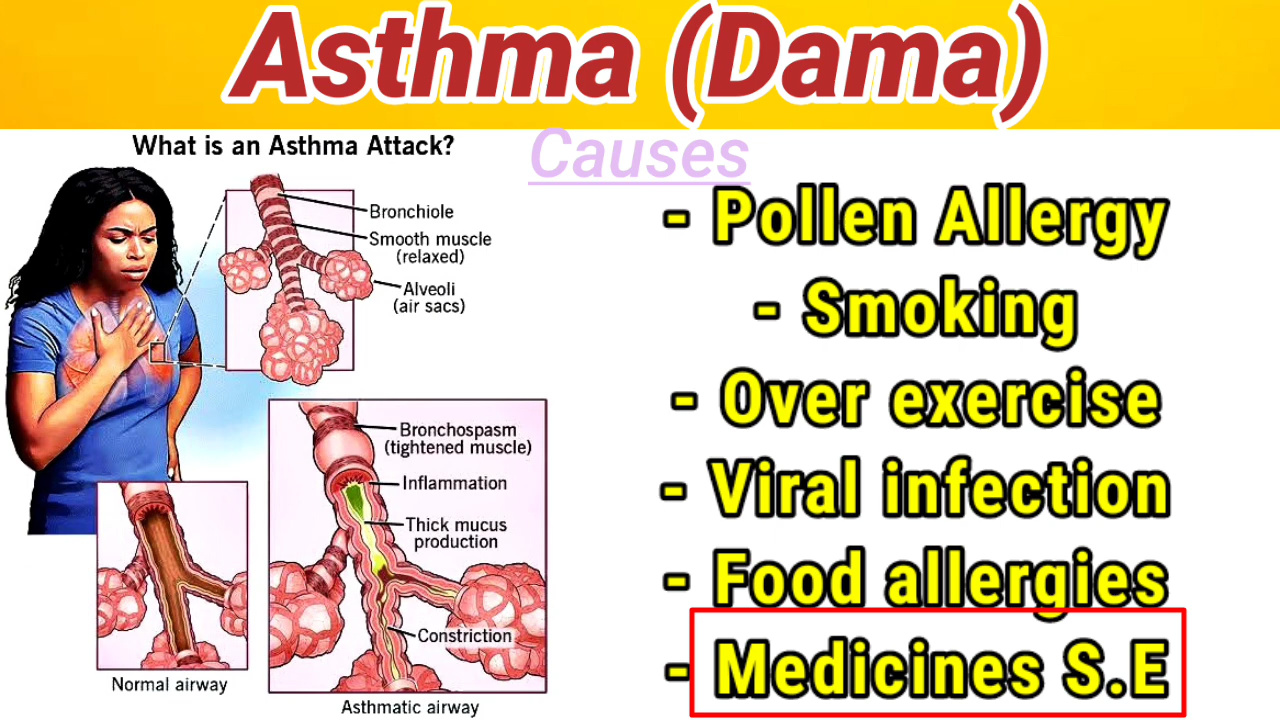 Asthma (Dama)
What is an Asthma Attack?
Causes
Bronchiole
Smooth muscle
(relaxed)
Alveoli
(air sacs)
Bronchospasm
(tightened muscle)
Inflammation
Thick mucus
production
Constriction
Normal airway
Asthmatic airway
- Pollen Allergy
- Smoking
- Over exercise
- Viral infection
- Food allergies
- Medicines S.E